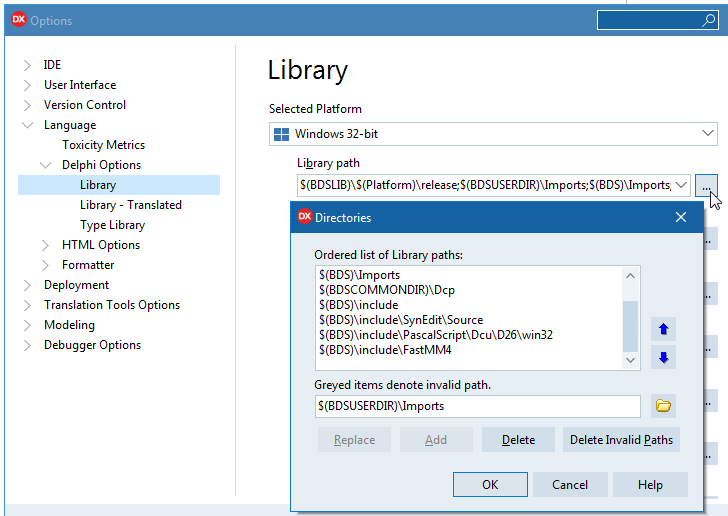 DX Options
IDE
User Interface
Version Control
Language
Toxicity Metrics
Delphi Options
Library
Library - Translated
Type Library
HTML Options
Formatter
Deployment
Translation Tools Options
Modeling
Debugger Options
Library
Selected Platform
Windows 32-bit
Library path
$(BDSLIB)\$(Platform)\release;$(BDSUSERDIR)\Imports;$(BDS)\Imports;
...
DX Directories
Ordered list of Library paths:
$(BDS)\Imports
$(BDSCOMMONDIR)\Dcp
$(BDS)\include
$(BDS)\include\SynEdit\Source
$(BDS)\include\PascalScript\Dcu\D26\win32
$(BDS)\include\FastMM4
Greyed items denote invalid path.
$(BDSUSERDIR)\Imports
Replace Add Delete Delete Invalid Paths
OK Cancel Help